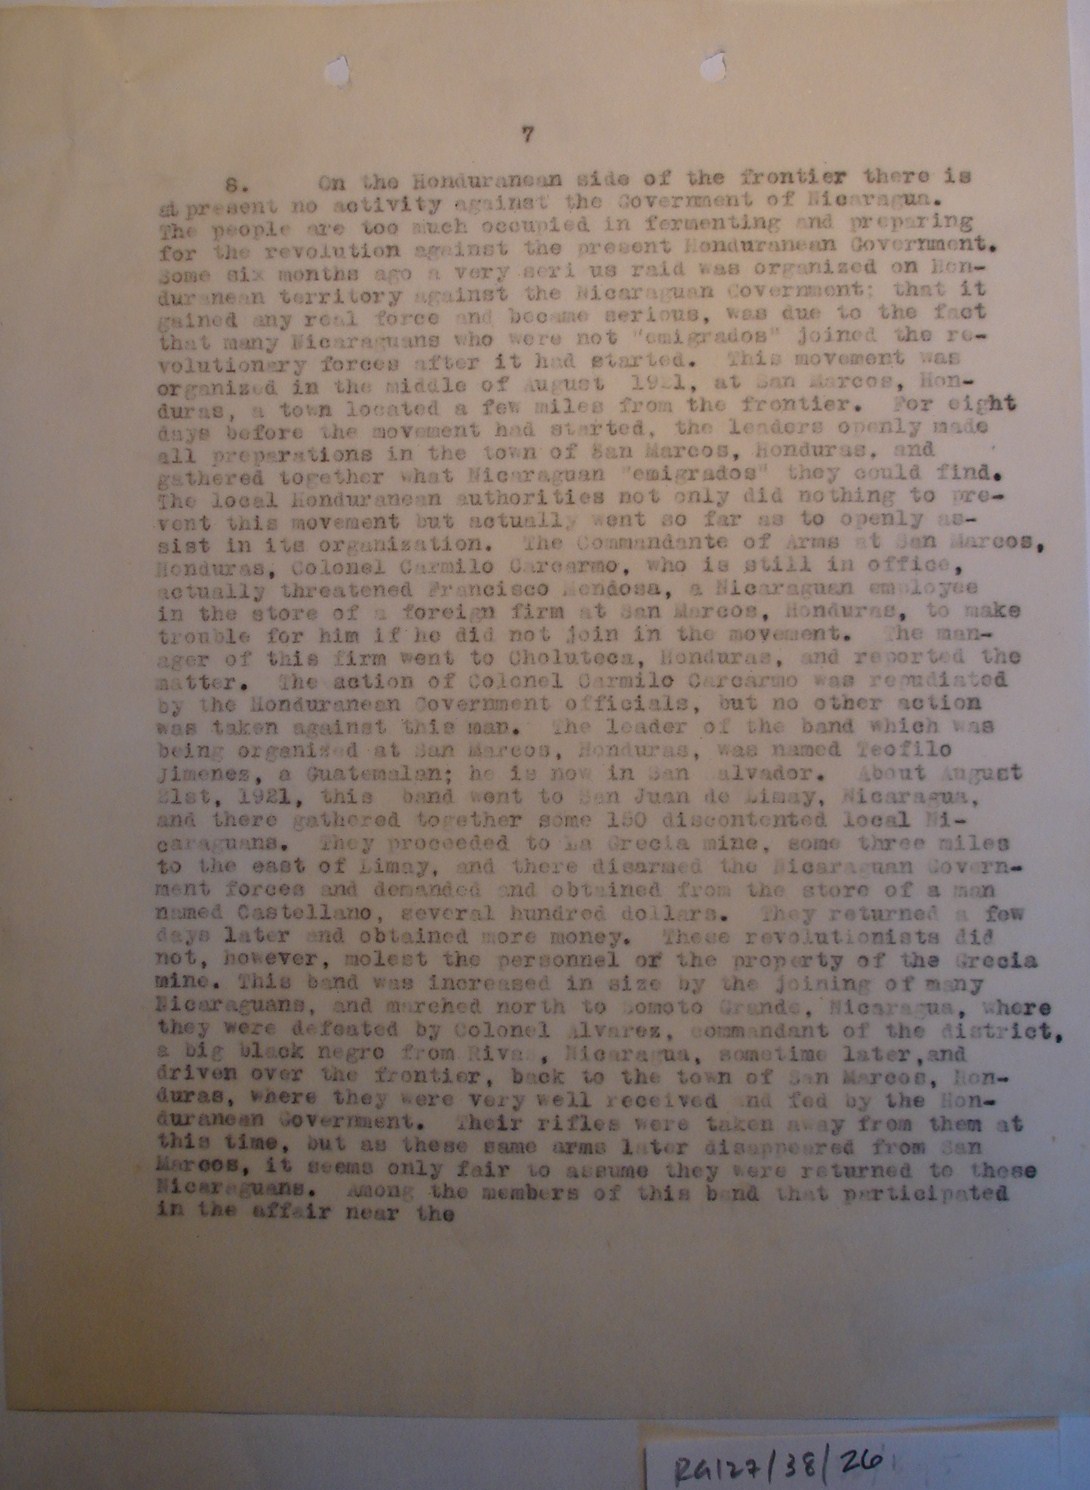 7
8. On the Honduranean side of the frontier there is
at present no activity against the Government of Nicaragua.
The people are too much occupied in fermenting and preparing
for the revolution against the present Honduranean Government.
Some six months ago a very seri us raid was organized on Hon-
duranean territory against the Nicaraguan Government; that it
gained any real force and became serious, was due to the fact
that many Nicaraguans who were not "emigrados" joined the re-
volutionary forces after it had started. This movement was
organized in the middle of August 1921, at San Marcos, Hon-
duras, a town located a few miles from the frontier. For eight
days before the movement had started, the leaders openly made
all preparations in the town of San Marcos, Honduras, and
gathered together what Nicaraguan "emigrados" they could find.
The local Honduranean authorities not only did nothing to pre-
vent this movement but actually went so far as to openly as-
sist in its organization. The Commandante of Arms at San Marcos,
Honduras, Colonel Carmilo Carcarmo, who is still in office,
actually threatened Francisco Mendosa, a Nicaraguan employee
in the store of a foreign firm at San Marcos, Honduras, to make
trouble for him if he did not join in the movement. The man-
ager of this firm went to Choluteca, Honduras, and reported the
matter. The action of Colonel Carmilo Carcarmo was repudiated
by the Honduranean Government officials, but no other action
was taken against this man. The leader of the band which was
being organized at San Marcos, Honduras, was named Teofilo
Jimenez, a Guatemalan; he is now in San Salvador. About August
21st, 1921, this band went to San Juan de Limay, Nicaragua,
and there gathered together some 150 discontented local Ni-
caraguans. They proceeded to La Grecia mine, some three miles
to the east of Limay, and there disarmed the Nicaraguan Govern-
ment forces and demanded and obtained from the store of a man
named Castellano, several hundred dollars. They returned a few
days later and obtained more money. These revolutionists did
not, however, molest the personnel or the property of the Grecia
mine. This band was increased in size by the joining of many
Nicaraguans, and marched north to Somoto Grande, Nicaragua, where
they were defeated by Colonel Alvarez, commandant of the district,
a big black negro from Rivas, Nicaragua, sometime later,and
driven over the frontier, back to the town of San Marcos, Hon-
duras, where they were very well received and fed by the Hon-
duranean Government. Their rifles were taken away from them at
this time, but as these same arms later disappeared from San
Marcos, it seems only fair to assume they were returned to these
Nicaraguans. Among the members of this band that participated
in the affair near the
RG127/38/26